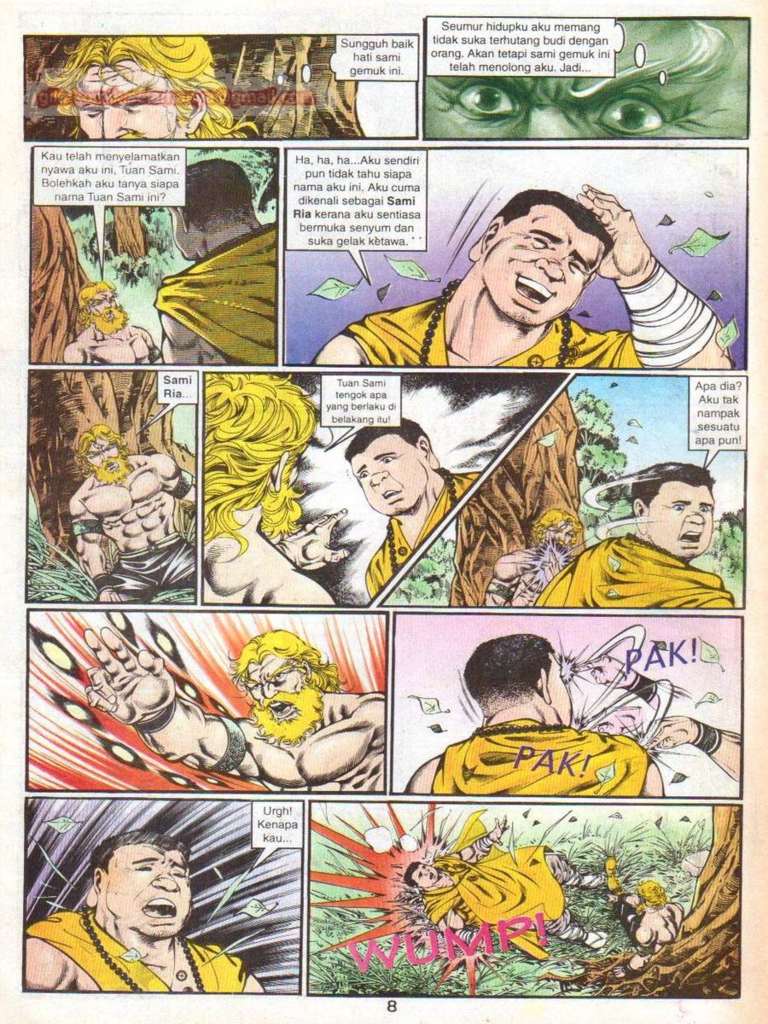 Sungguh baik
hati sami
gemuk ini.
Seumur hidupku aku memang
tidak suka terhutang budi dengan
orang. Akan tetapi sami gemuk ini
telah menolong aku. Jadi...
Kau telah menyelamatkan
nyawa aku ini, Tuan Sami.
Bolehkah aku tanya siapa
nama Tuan Sami ini?
Ha, ha, ha...Aku sendiri
pun tidak tahu siapa
nama aku ini. Aku cuma
dikenali sebagai Sami
Ria kerana aku sentiasa
bermuka senyum dan
suka gelak ketawa.
Sami
Ria...
Tuan Sami
tengok apa
yang berlaku di
belakang itu!
Apa dia?
Aku tak
nampak
sesuatu
apa pun!
PAK!
PAK!
Urgh!
Kenapa
kau...
WUMP!
8